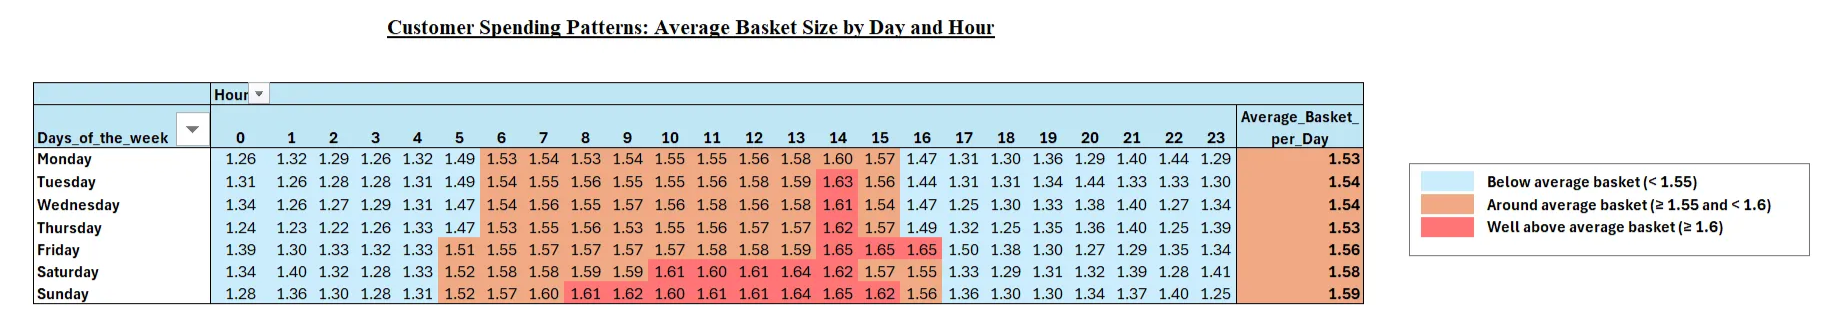 Customer Spending Patterns: Average Basket Size by Day and Hour
Hour
Days_of_the_week 0 1 2 3 4 5 6 7 8 9 10 11 12 13 14 15 16 17 18 19 20 21 22 23 Average_Basket_
per_Day
Monday 1.26 1.32 1.29 1.26 1.32 1.49 1.53 1.54 1.53 1.54 1.55 1.55 1.56 1.58 1.60 1.57 1.47 1.31 1.30 1.36 1.29 1.40 1.44 1.29 1.53
Tuesday 1.31 1.26 1.28 1.28 1.31 1.49 1.54 1.55 1.56 1.55 1.55 1.56 1.58 1.59 1.63 1.56 1.44 1.31 1.31 1.34 1.44 1.33 1.33 1.30 1.54
Wednesday 1.34 1.26 1.27 1.29 1.31 1.47 1.54 1.56 1.55 1.57 1.56 1.58 1.56 1.58 1.61 1.54 1.47 1.25 1.30 1.33 1.38 1.40 1.27 1.34 1.54
Thursday 1.24 1.23 1.22 1.26 1.33 1.47 1.53 1.55 1.56 1.53 1.55 1.56 1.57 1.57 1.62 1.57 1.49 1.32 1.25 1.35 1.36 1.40 1.25 1.39 1.53
Friday 1.39 1.30 1.33 1.32 1.33 1.51 1.55 1.57 1.57 1.57 1.57 1.58 1.58 1.59 1.65 1.65 1.65 1.50 1.38 1.30 1.27 1.29 1.35 1.34 1.56
Saturday 1.34 1.40 1.32 1.28 1.33 1.52 1.58 1.58 1.59 1.59 1.61 1.60 1.61 1.64 1.62 1.57 1.55 1.33 1.29 1.31 1.32 1.39 1.28 1.41 1.58
Sunday 1.28 1.36 1.30 1.28 1.31 1.52 1.57 1.60 1.61 1.62 1.60 1.61 1.61 1.64 1.65 1.62 1.56 1.36 1.30 1.30 1.34 1.37 1.40 1.25 1.59
Below average basket (< 1.55)
Around average basket (≥ 1.55 and < 1.6)
Well above average basket (≥ 1.6)